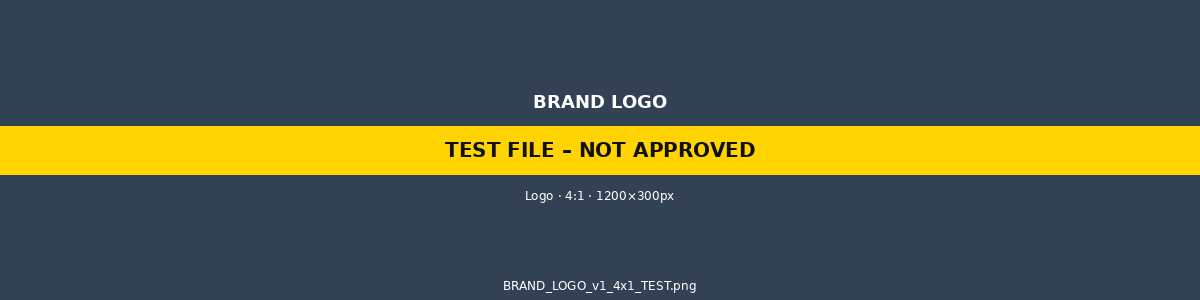 BRAND LOGO
TEST FILE – NOT APPROVED
Logo · 4:1 · 1200×300px
BRAND_LOGO_v1_4x1_TEST.png